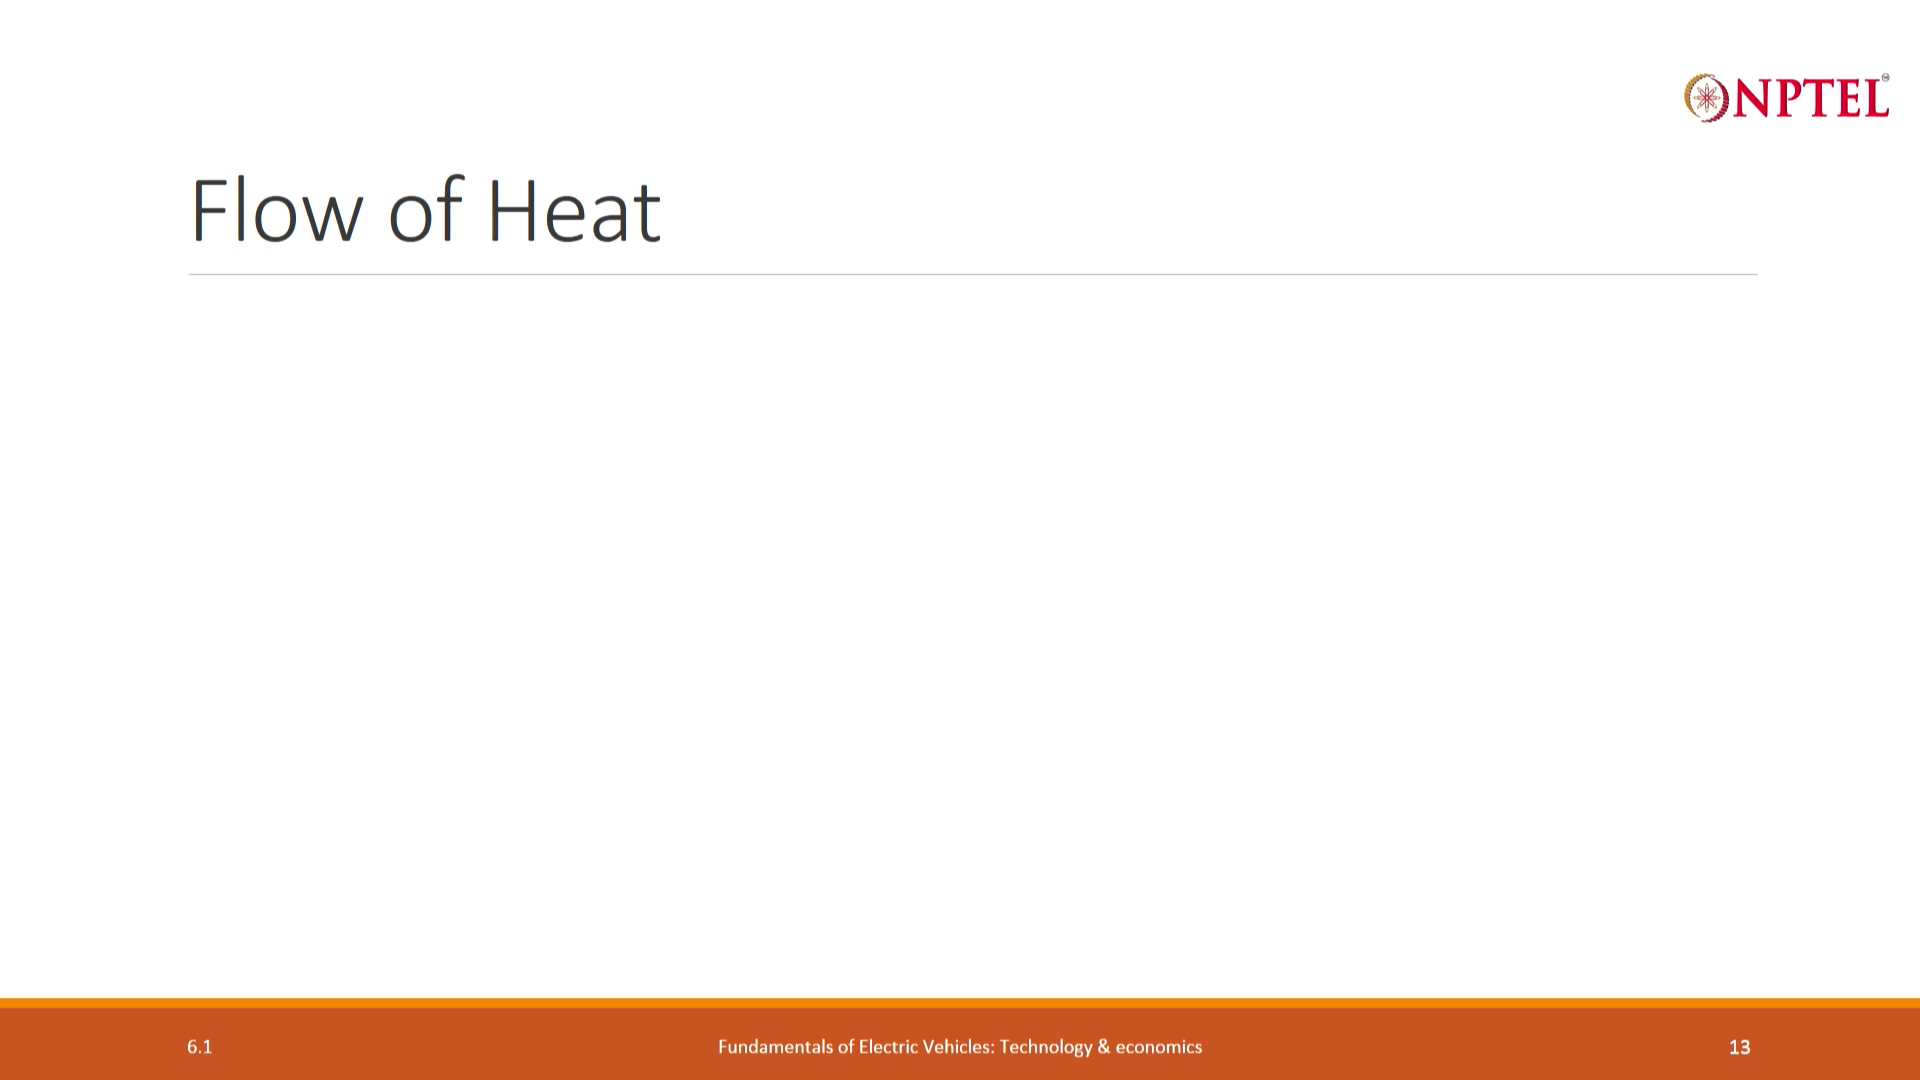 NPTEL
Flow of Heat
6.1
Fundamentals of Electric Vehicles: Technology & economics
13